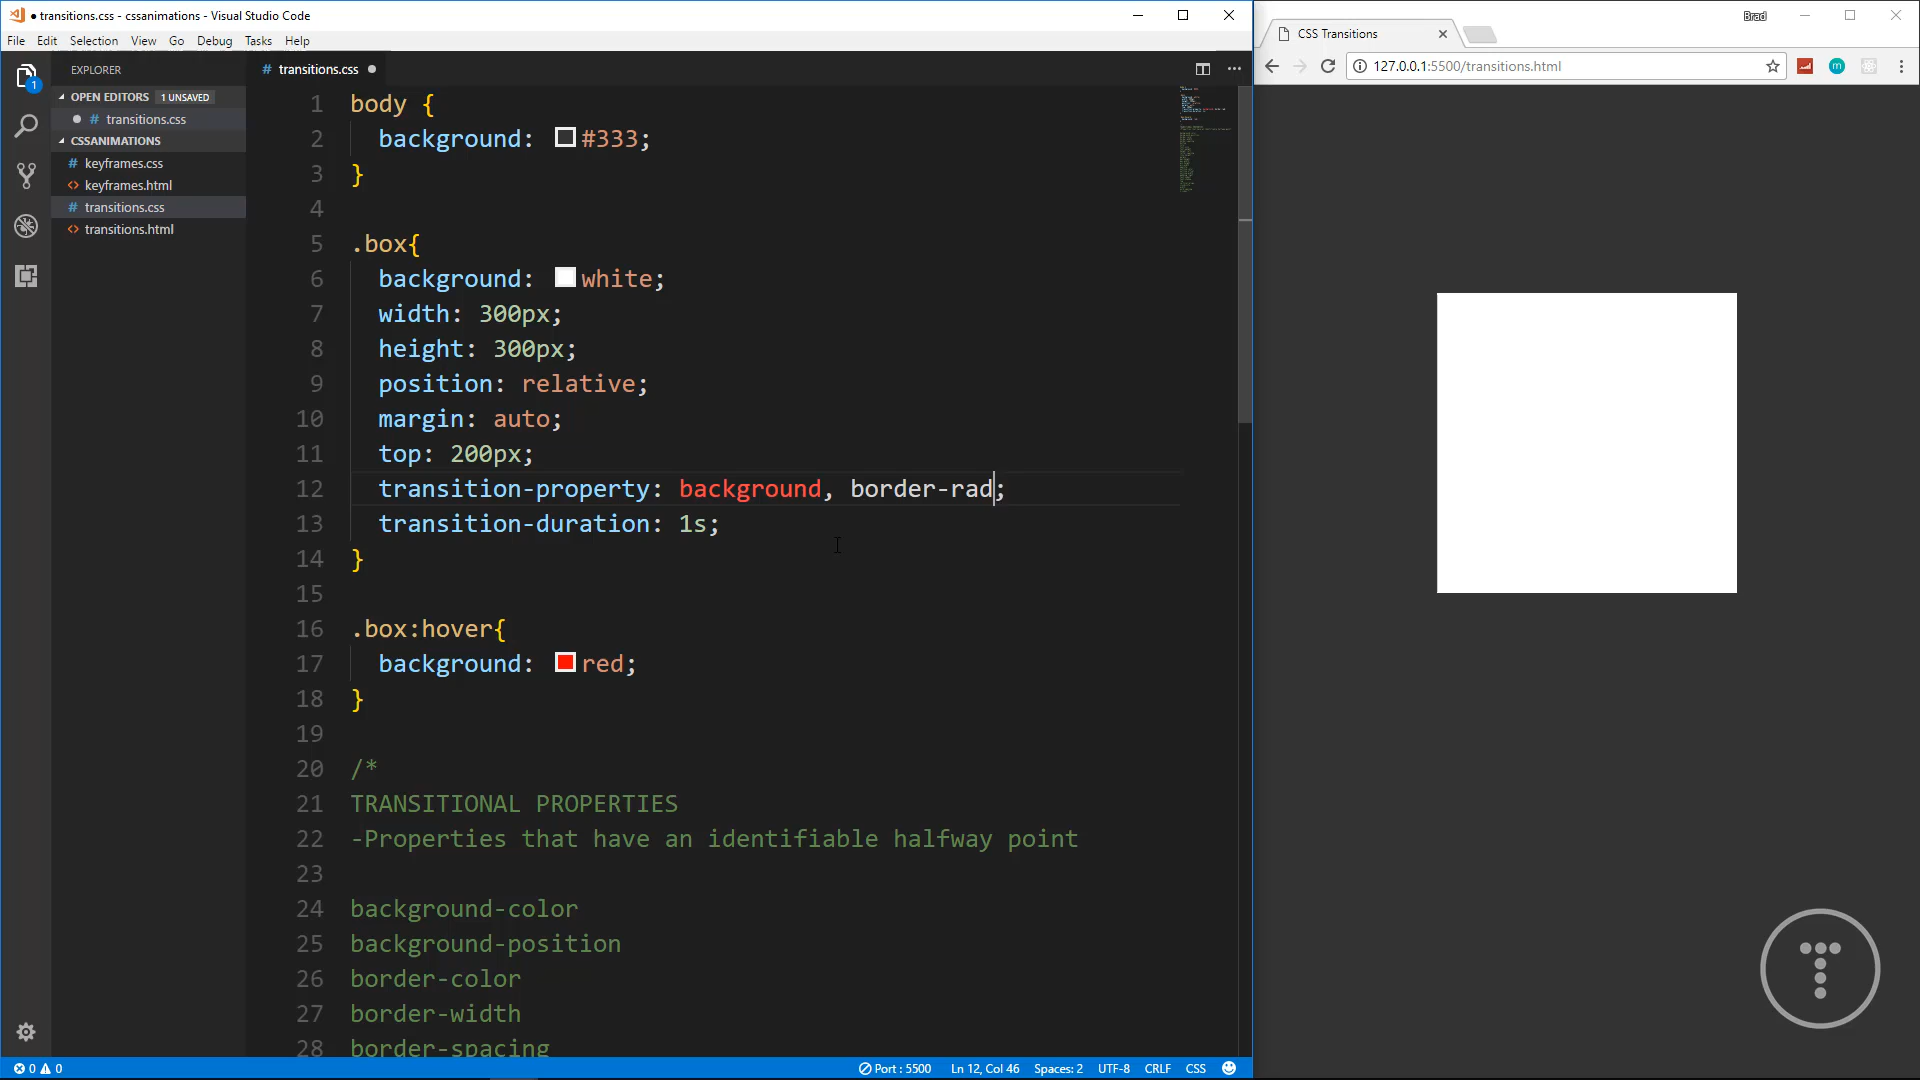 transitions.css - cssanimations - Visual Studio Code
File Edit Selection View Go Debug Tasks Help
EXPLORER
OPEN EDITORS 1 UNSAVED
transitions.css
CSSANIMATIONS
keyframes.css
keyframes.html
transitions.css
transitions.html
1
transitions.css
1 body {
2 background: #333;
3 }
4
5 .box{
6 background: white;
7 width: 300px;
8 height: 300px;
9 position: relative;
10 margin: auto;
11 top: 200px;
12 transition-property: background, border-rad;
13 transition-duration: 1s;
14 }
15
16 .box:hover{
17 background: red;
18 }
19
20 /*
21 TRANSITIONAL PROPERTIES
22 -Properties that have an identifiable halfway point
23
24 background-color
25 background-position
26 border-color
27 border-width
28 border-spacing
0 0 Port : 5500 Ln 12, Col 46 Spaces: 2 UTF-8 CRLF CSS
CSS Transitions
Brad
127.0.0.1:5500/transitions.html
m
T